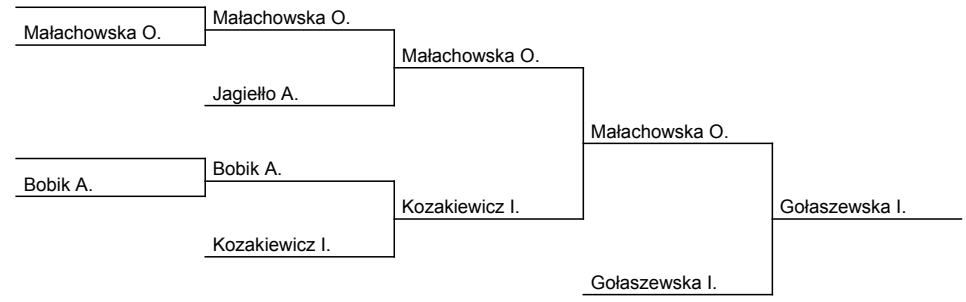 Małachowska O.
Małachowska O.
Małachowska O.
Jagiełło A.
Małachowska O.
Bobik A.
Bobik A.
Kozakiewicz I.
Gołaszewska I.
Kozakiewicz I.
Gołaszewska I.